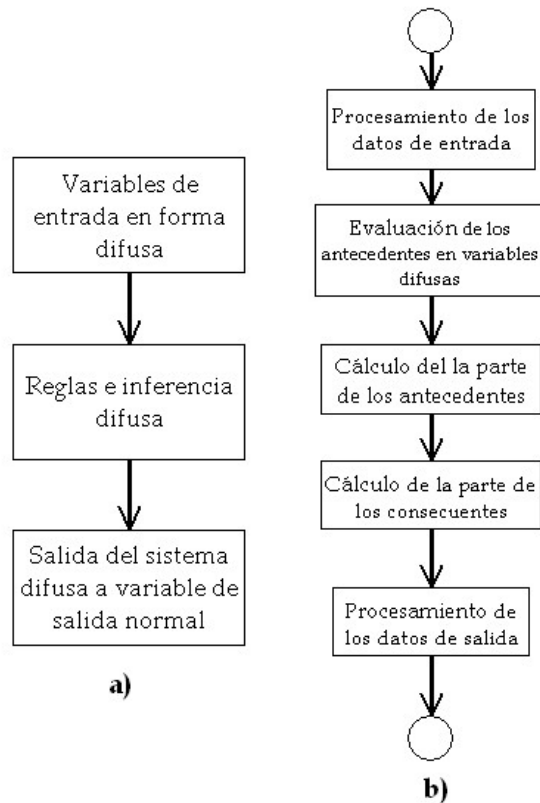 Variables de
entrada en forma
difusa
Reglas e inferencia
difusa
Salida del sistema
difusa a variable de
salida normal
a)
Procesamiento de los
datos de entrada
Evaluación de los
antecedentes en variables
difusas
Cálculo del la parte
de los antecedentes
Cálculo de la parte de
los consecuentes
Procesamiento de
los datos de salida
b)